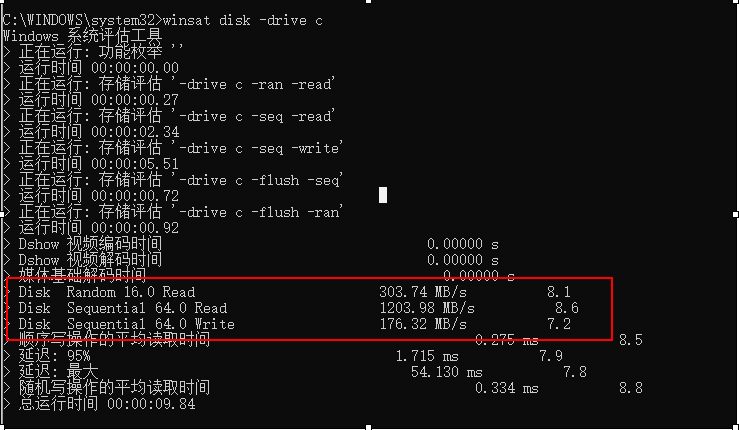 C:\WINDOWS\system32>winsat disk -drive c
Windows 系统评估工具
> 正在运行: 功能枚举 ''
> 运行时间 00:00:00.00
> 正在运行: 存储评估 '-drive c -ran -read'
> 运行时间 00:00:00.27
> 正在运行: 存储评估 '-drive c -seq -read'
> 运行时间 00:00:02.34
> 正在运行: 存储评估 '-drive c -seq -write'
> 运行时间 00:00:05.51
> 正在运行: 存储评估 '-drive c -flush -seq'
> 运行时间 00:00:00.72
> 正在运行: 存储评估 '-drive c -flush -ran'
> 运行时间 00:00:00.92
> Dshow 视频编码时间 0.00000 s
> Dshow 视频解码时间 0.00000 s
> 媒体基础解码时间 0.00000 s
> Disk Random 16.0 Read 303.74 MB/s 8.1
> Disk Sequential 64.0 Read 1203.98 MB/s 8.6
> Disk Sequential 64.0 Write 176.32 MB/s 7.2
> 顺序写操作的平均读取时间 0.275 ms 8.5
> 延迟: 95% 1.715 ms 7.9
> 延迟: 最大 54.130 ms 7.8
> 随机写操作的平均读取时间 0.334 ms 8.8
> 总运行时间 00:00:09.84